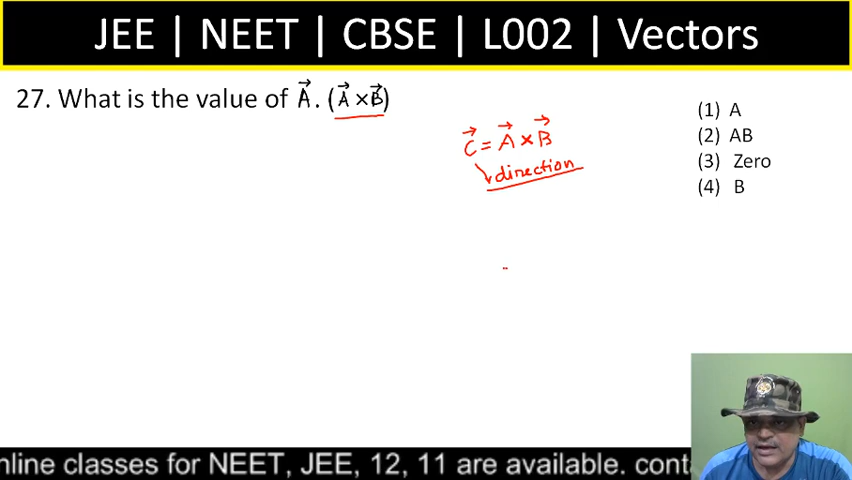 JEE | NEET | CBSE | L002 | Vectors
27. What is the value of A⃗ . (A⃗ ×B⃗)
C⃗ = A⃗ × B⃗
direction
(1) A
(2) AB
(3) Zero
(4) B
nline classes for NEET, JEE, 12, 11 are available. conta